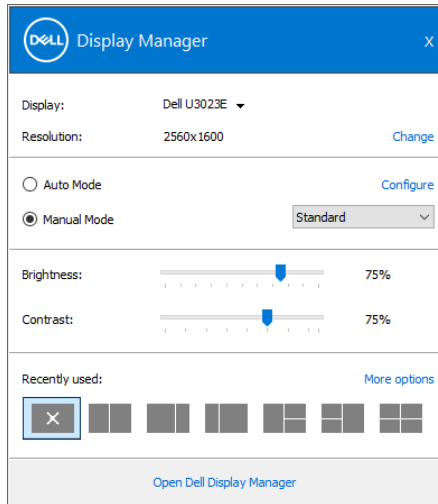 DELL Display Manager X
Display: Dell U3023E
Resolution: 2560x1600 Change
Auto Mode Configure
Manual Mode Standard
Brightness: 75%
Contrast: 75%
Recently used: More options
Open Dell Display Manager